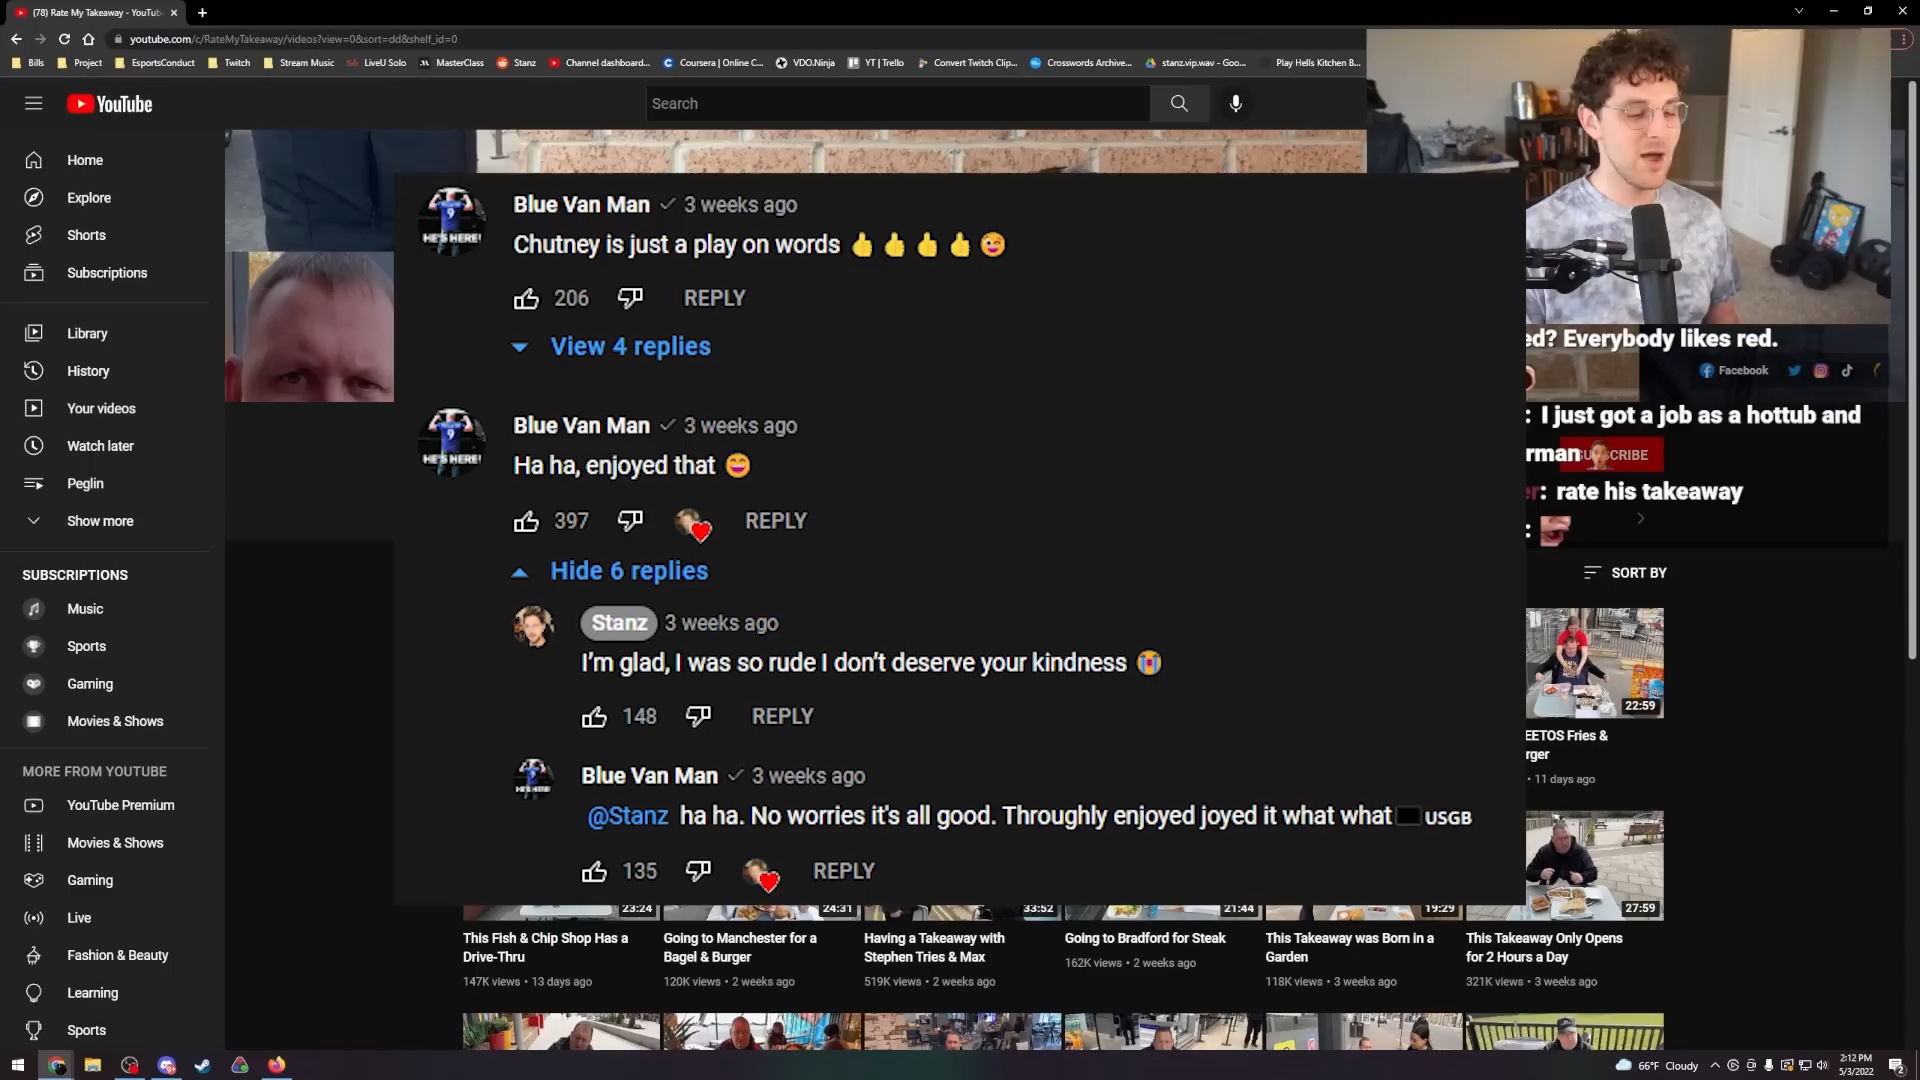 (78) Rate My Takeaway - YouTub
youtube.com/c/RateMyTakeaway/videos?view=0&sort=dd&shelf_id=0
Bills
Project
EsportsConduct
Twitch
Stream Music
LiveU Solo
MasterClass
Stanz
Channel dashboard...
Coursera | Online C...
VDO.Ninja
YT | Trello
Convert Twitch Clip...
Crosswords Archive...
stanz.vip.wav - Goo...
Play Hells Kitchen B...
YouTube
Search
Home
Explore
Shorts
Subscriptions
Library
History
Your videos
Watch later
Peglin
Show more
SUBSCRIPTIONS
Music
Sports
Gaming
Movies & Shows
MORE FROM YOUTUBE
YouTube Premium
Movies & Shows
Gaming
Live
Fashion & Beauty
Learning
Sports
HE'S HERE!
Blue Van Man 3 weeks ago
Chutney is just a play on words 👍👍👍👍😉
206 REPLY
View 4 replies
HE'S HERE!
Blue Van Man 3 weeks ago
Ha ha, enjoyed that 😄
397 REPLY
Hide 6 replies
Stanz 3 weeks ago
I'm glad, I was so rude I don't deserve your kindness 😭
148 REPLY
HE'S HERE!
Blue Van Man 3 weeks ago
@Stanz ha ha. No worries it's all good. Throughly enjoyed joyed it what what USGB
135 REPLY
ed? Everybody likes red.
Facebook
: I just got a job as a hottub and
rman
SUBSCRIBE
er: rate his takeaway
:
SORT BY
22:59
EETOS Fries &
rger
• 11 days ago
23:24
24:31
33:52
21:44
19:29
27:59
This Fish & Chip Shop Has a
Drive-Thru
147K views • 13 days ago
Going to Manchester for a
Bagel & Burger
120K views • 2 weeks ago
Having a Takeaway with
Stephen Tries & Max
519K views • 2 weeks ago
Going to Bradford for Steak
162K views • 2 weeks ago
This Takeaway was Born in a
Garden
118K views • 3 weeks ago
This Takeaway Only Opens
for 2 Hours a Day
321K views • 3 weeks ago
66°F Cloudy
2:12 PM
5/3/2022
2